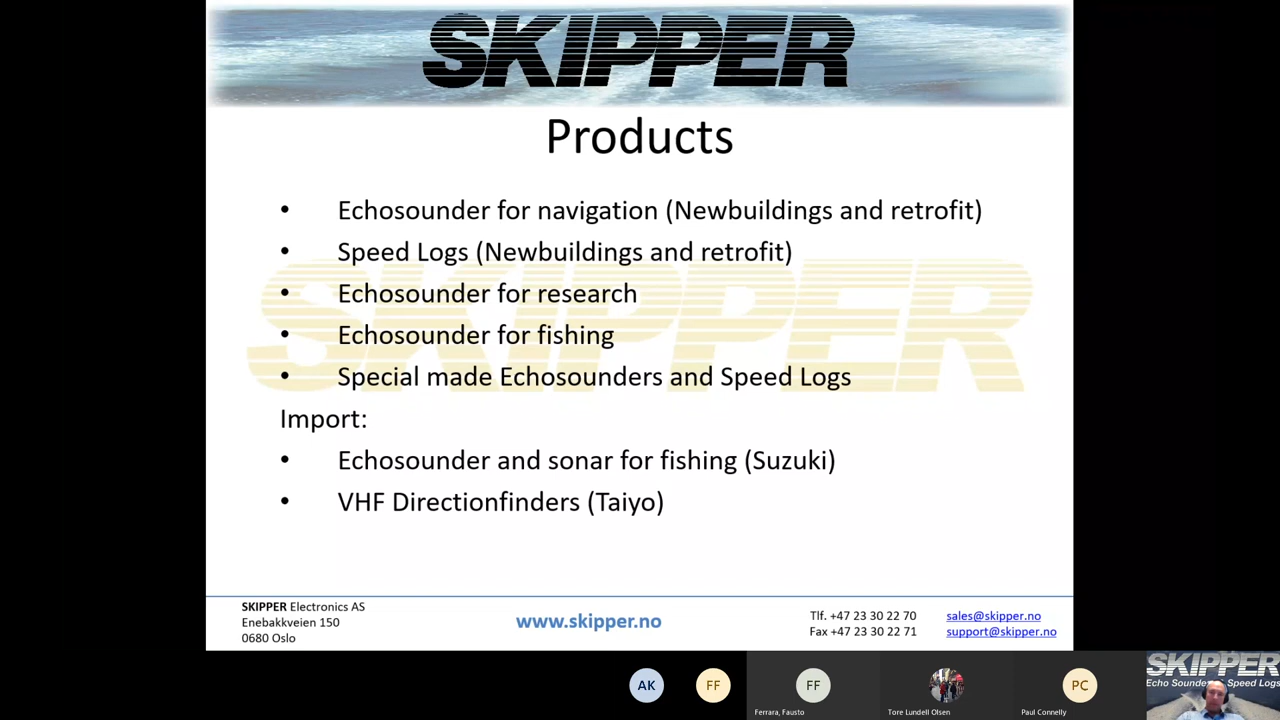 SKIPPER
Products
• Echosounder for navigation (Newbuildings and retrofit)
• Speed Logs (Newbuildings and retrofit)
• Echosounder for research
• Echosounder for fishing
• Special made Echosounders and Speed Logs
Import:
• Echosounder and sonar for fishing (Suzuki)
• VHF Directionfinders (Taiyo)
SKIPPER
SKIPPER Electronics AS
Enebakkveien 150
0680 Oslo
www.skipper.no
Tlf. +47 23 30 22 70
Fax +47 23 30 22 71
sales@skipper.no
support@skipper.no
AK
FF
FF
Ferrara, Fausto
Tore Lundell Olsen
PC
Paul Connelly
SKIPPER
Echo Sounde Speed Logs